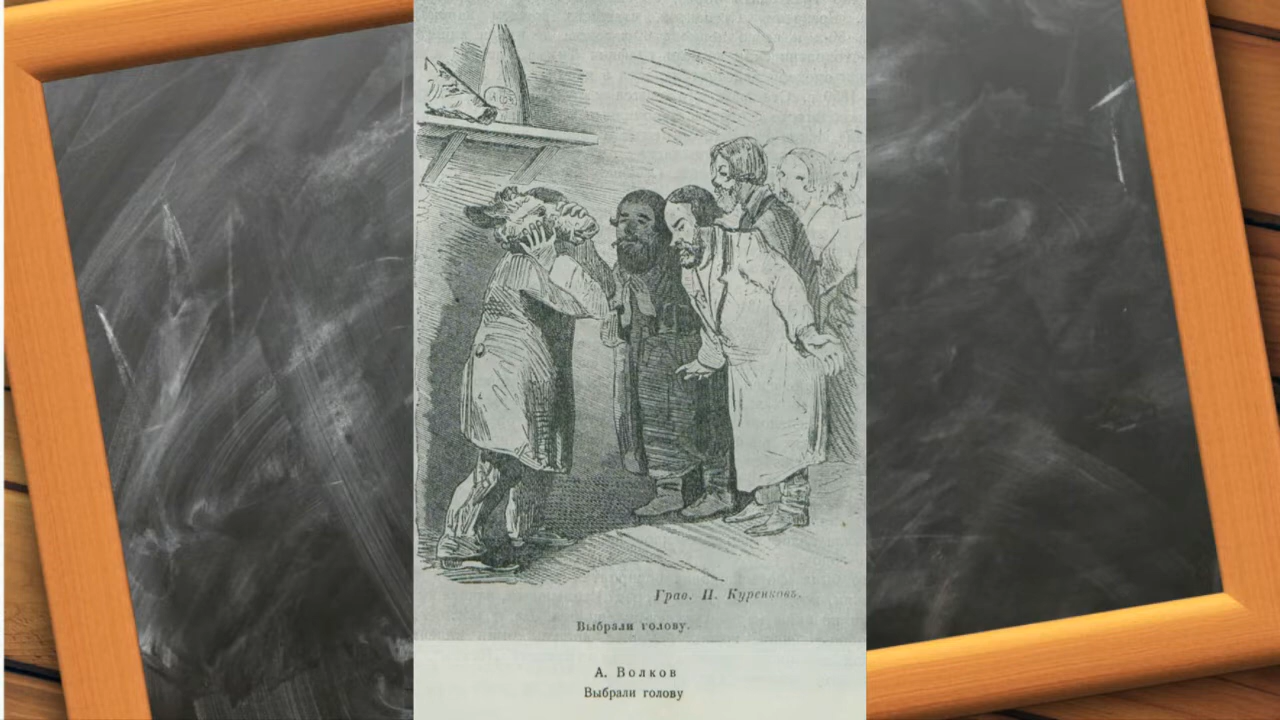 Грав. П. Куренковъ.
Выбрали голову.
А. Волков
Выбрали голову